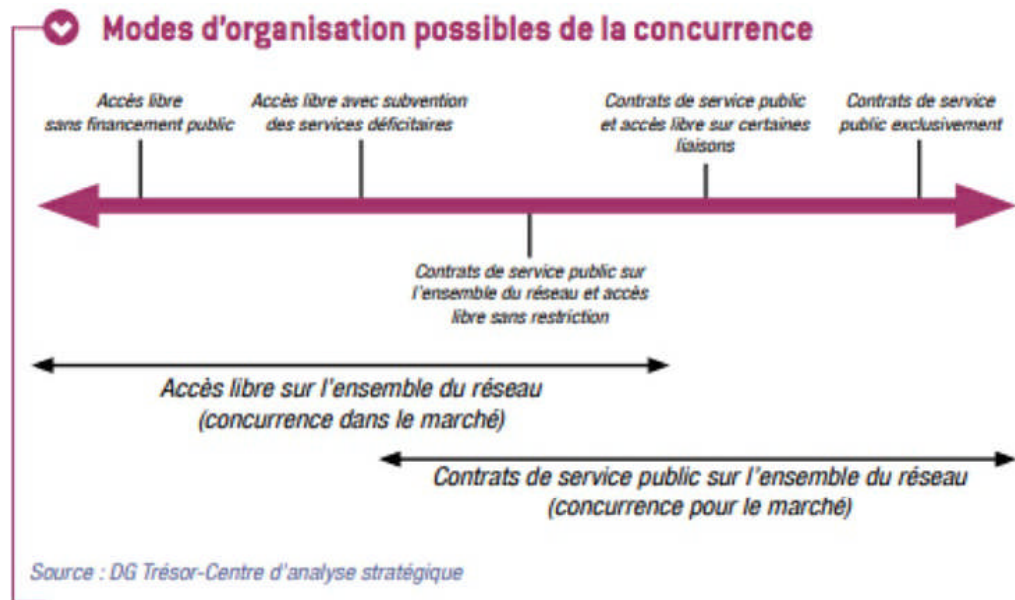 Modes d'organisation possibles de la concurrence
Accès libre
sans financement public
Accès libre avec subvention
des services déficitaires
Contrats de service public
et accès libre sur certaines
liaisons
Contrats de service
public exclusivement
Contrats de service public sur
l'ensemble du réseau et accès
libre sans restriction
Accès libre sur l'ensemble du réseau
(concurrence dans le marché)
Contrats de service public sur l'ensemble du réseau
(concurrence pour le marché)
Source : DG Trésor-Centre d'analyse stratégique